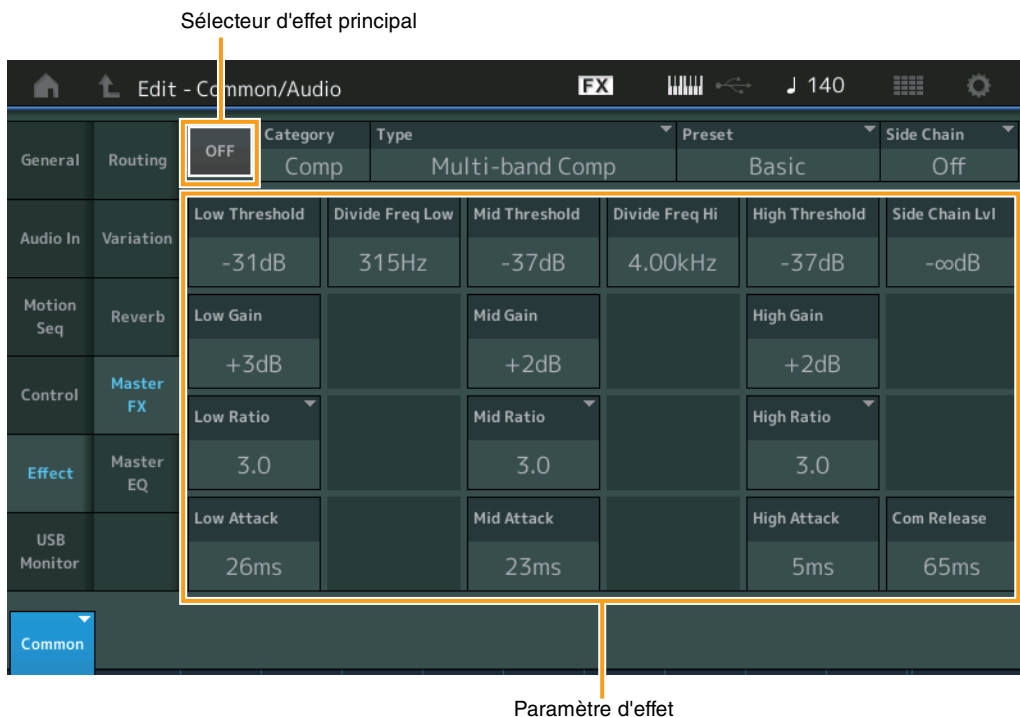 Sélecteur d'effet principal
Edit - Common/Audio
FX
♩ 140
General
Routing
OFF
Category
Comp
Type
Multi-band Comp
Preset
Basic
Side Chain
Off
Audio In
Variation
Low Threshold
-31dB
Divide Freq Low
315Hz
Mid Threshold
-37dB
Divide Freq Hi
4.00kHz
High Threshold
-37dB
Side Chain Lvl
-∞dB
Motion
Seq
Reverb
Low Gain
+3dB
Mid Gain
+2dB
High Gain
+2dB
Control
Master
FX
Low Ratio
3.0
Mid Ratio
3.0
High Ratio
3.0
Effect
Master
EQ
Low Attack
26ms
Mid Attack
23ms
High Attack
5ms
Com Release
65ms
USB
Monitor
Common
Paramètre d'effet